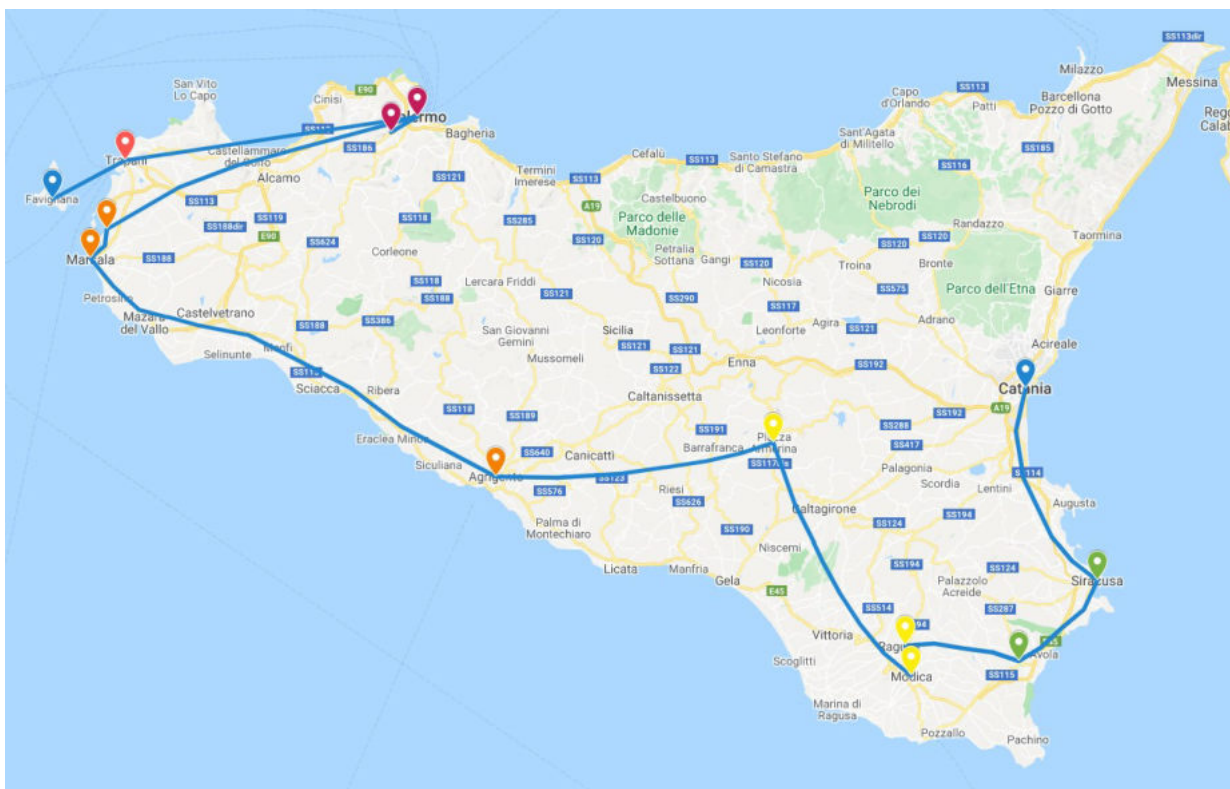 SS113dir
Milazzo
Messina
San Vito
Lo Capo
Cinisi
E90
Capo
d'Orlando
SS113
Patti
Barcellona
Pozzo di Gotto
Bagheria
Castellammare
del Golfo
SS186
Sant'Agata
di Militello
SS185
Trapani
Termini
Imerese
Cefalù
SS113
Santo Stefano
di Camastra
SS116
Alcamo
SS121
SS113
Favignana
SS113
A19
Castelbuono
Parco dei
Nebrodi
SS119
SS118
SS285
Parco delle
Madonie
Randazzo
SS188dir
E90
SS624
SS120
SS120
SS120
Taormina
Corleone
Petralia
Sottana
Gangi
SS120
Troina
Bronte
Marsala
SS188
SS118
Lercara Friddi
Nicosia
SS575
Parco dell'Etna
Giarre
Petrosino
SS188
SS121
SS290
SS117
Mazara
del Vallo
Castelvetrano
SS386
San Giovanni
Gemini
Sicilia
Leonforte
Agira
SS121
Adrano
SS188
SS121
SS121
Acireale
Selinunte
Menfi
Mussomeli
SS122
Enna
SS192
Sciacca
Ribera
Caltanissetta
Catania
SS118
SS189
A19
SS192
SS191
SS288
Eraclea Minoa
Barrafranca
Piazza
Armerina
SS417
Siculiana
SS640
Canicatti
Palagonia
Agrigento
SS123
Scordia
Lentini
SS114
SS576
Riesi
SS626
Augusta
Caltagirone
SS194
Palma di
Montechiaro
SS190
SS124
Niscemi
Licata
Manfria
Gela
SS194
Palazzolo
Acreide
SS124
Siracusa
E45
SS514
SS287
Vittoria
Ragusa
Avola
Scoglitti
Modica
SS115
Marina di
Ragusa
Pozzallo
Pachino